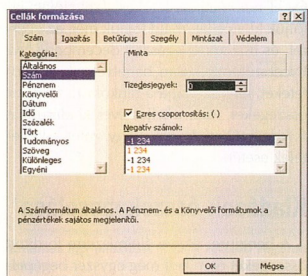 Cellák formázása
Szám
Igazítás
Betűtípus
Szegély
Mintázat
Védelem
Kategória:
Általános
Szám
Pénznem
Könyvelői
Dátum
Idő
Százalék
Tört
Tudományos
Szöveg
Különleges
Egyéni
Minta
Tizedesjegyek:
0
Ezres csoportosítás: ( )
Negatív számok:
-1 234
1 234
-1 234
-1 234
A Számformátum általános. A Pénznem- és a Könyvelői formátumok a
pénzértékek sajátos megjelenítői.
OK
Mégse